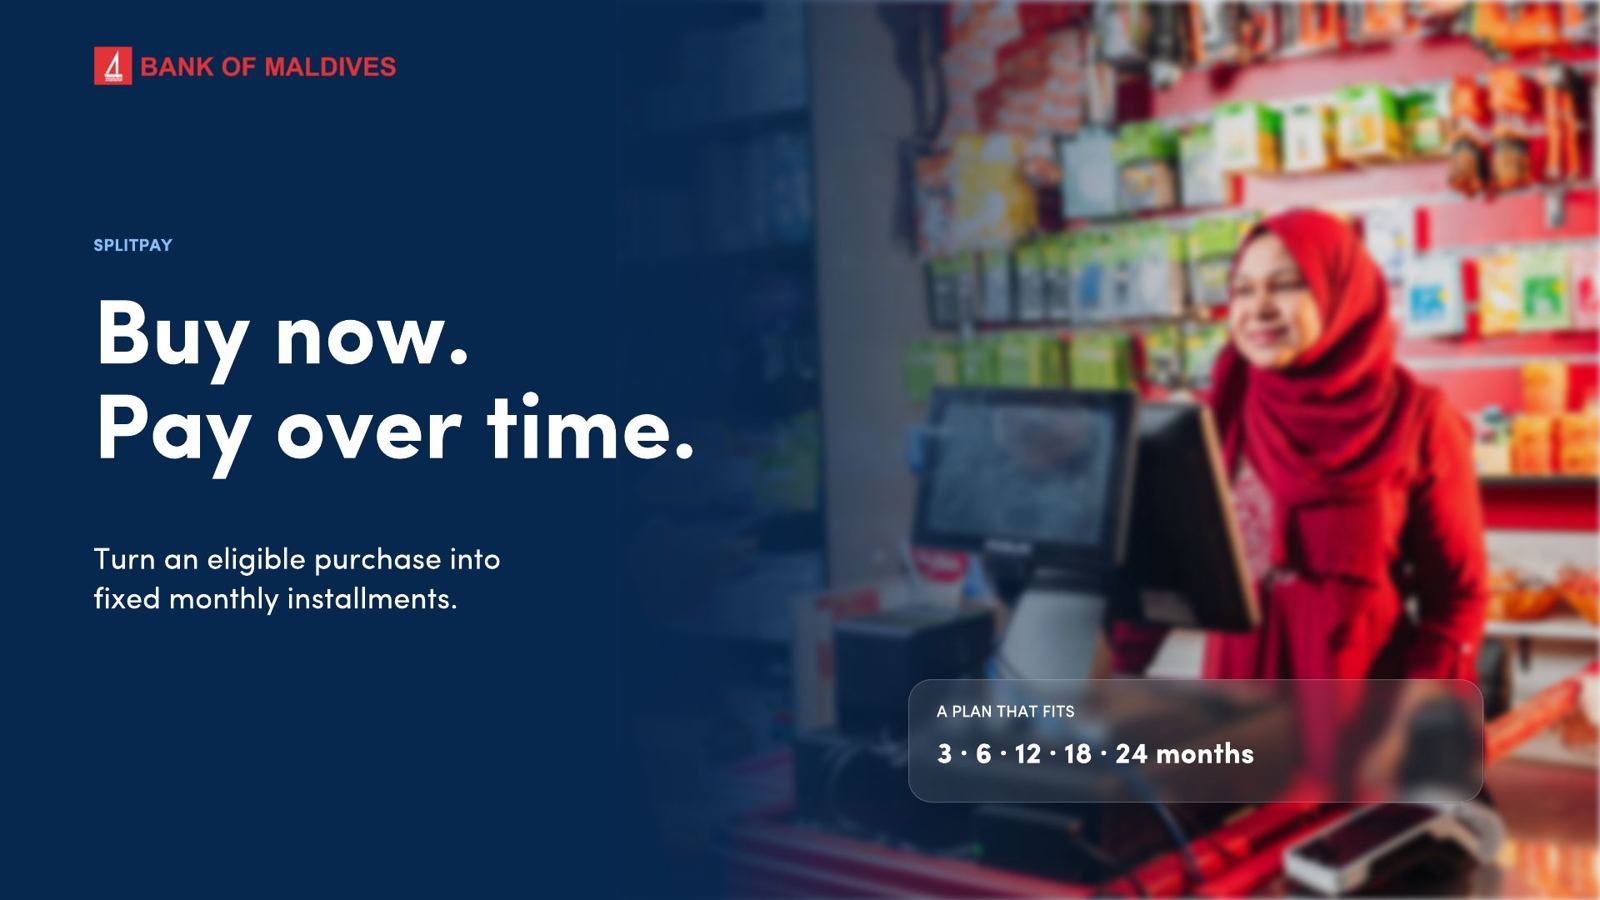 BANK OF MALDIVES
SPLITPAY
Buy now.
Pay over time.
Turn an eligible purchase into
fixed monthly installments.
A PLAN THAT FITS
3 · 6 · 12 · 18 · 24 months